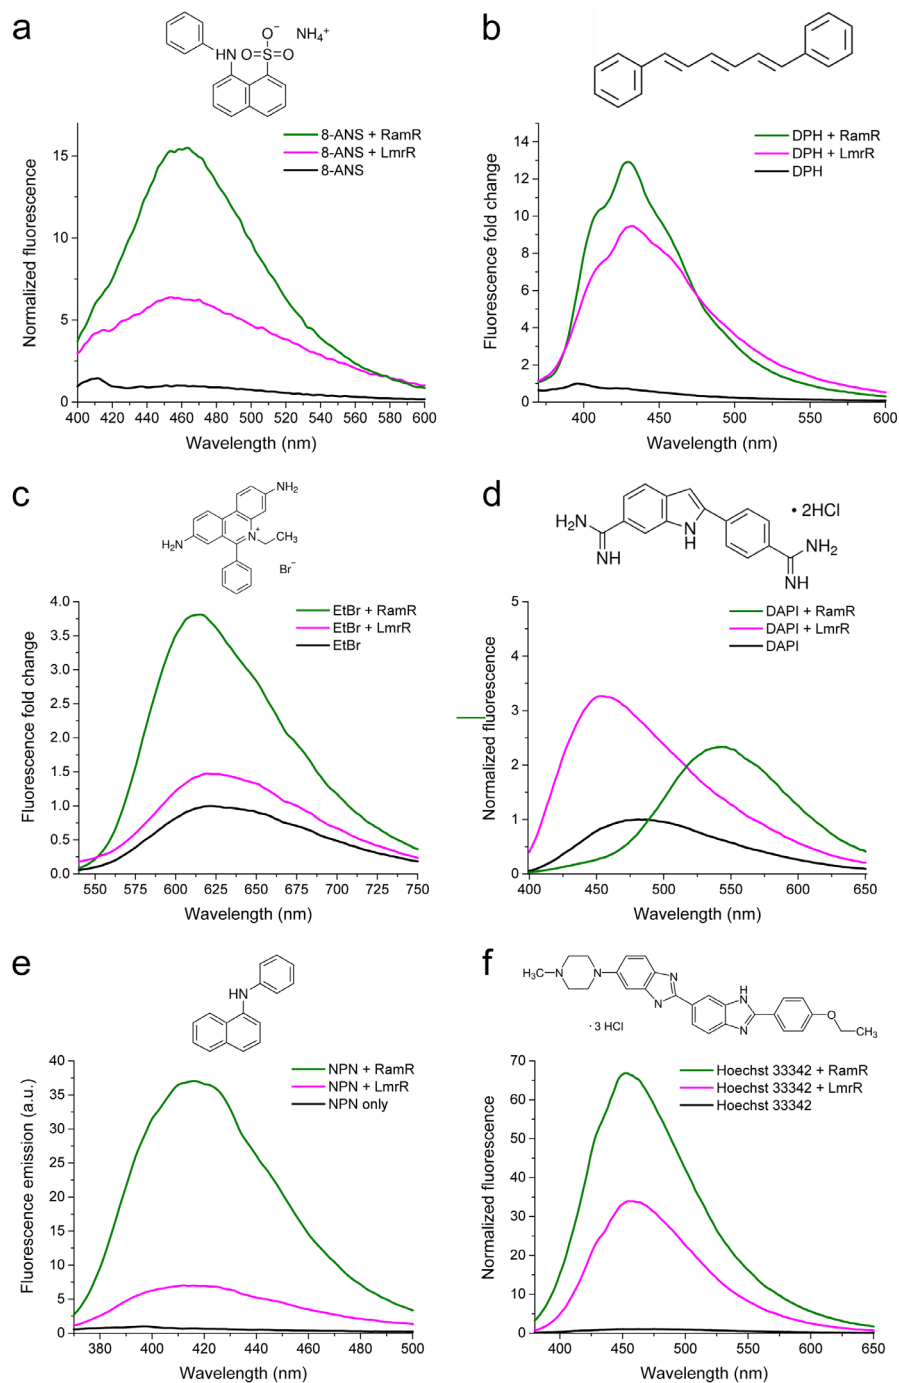 a
O⁻
NH₄⁺
HN O=S=O
8-ANS + RamR
8-ANS + LmrR
8-ANS
Normalized fluorescence
15
10
5
0
400 420 440 460 480 500 520 540 560 580 600
Wavelength (nm)
b
DPH + RamR
DPH + LmrR
DPH
Fluorescence fold change
14
12
10
8
6
4
2
0
400 450 500 550 600
Wavelength (nm)
c
NH₂
N⁺ CH₃
H₂N
Br⁻
EtBr + RamR
EtBr + LmrR
EtBr
Fluorescence fold change
4.0
3.5
3.0
2.5
2.0
1.5
1.0
0.5
0.0
550 575 600 625 650 675 700 725 750
Wavelength (nm)
d
• 2HCl
H₂N
NH
N
H
NH₂
NH
DAPI + RamR
DAPI + LmrR
DAPI
Normalized fluorescence
5
4
3
2
1
0
400 450 500 550 600 650
Wavelength (nm)
e
HN
NPN + RamR
NPN + LmrR
NPN only
Fluorescence emission (a.u.)
40
35
30
25
20
15
10
5
0
380 400 420 440 460 480 500
Wavelength (nm)
f
H₃C N N
N
N
H
N
N
O
CH₃
· 3 HCl
Hoechst 33342 + RamR
Hoechst 33342 + LmrR
Hoechst 33342
Normalized fluorescence
70
60
50
40
30
20
10
0
400 450 500 550 600 650
Wavelength (nm)